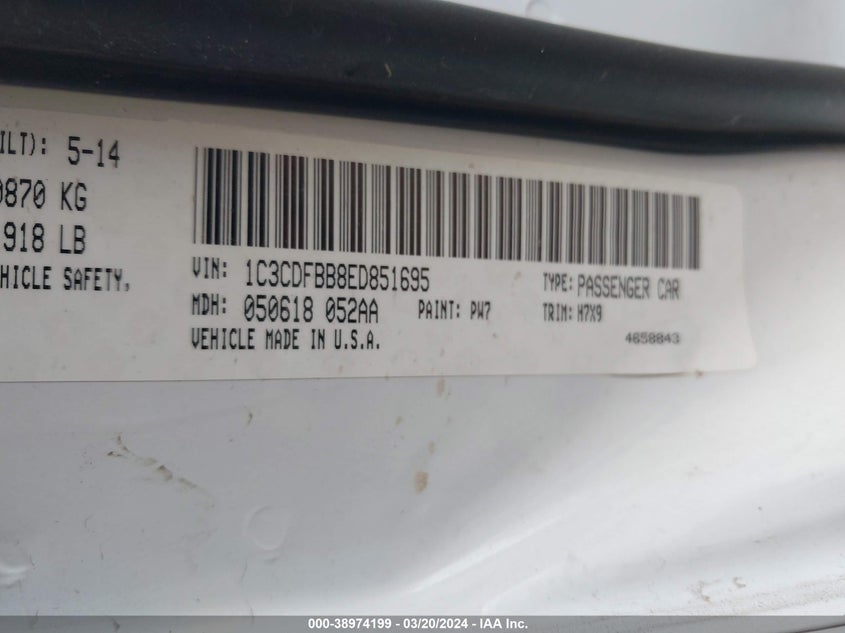 ILT): 5-14
0870 KG
918 LB
HICLE SAFETY,
VIN: 1C3CDFBB8ED851695 TYPE: PASSENGER CAR
MDH: 050618 052AA PAINT: PW7 TRIM: H7X9
VEHICLE MADE IN U.S.A. 4658843
000-38974199 — 03/20/2024 — IAA Inc.